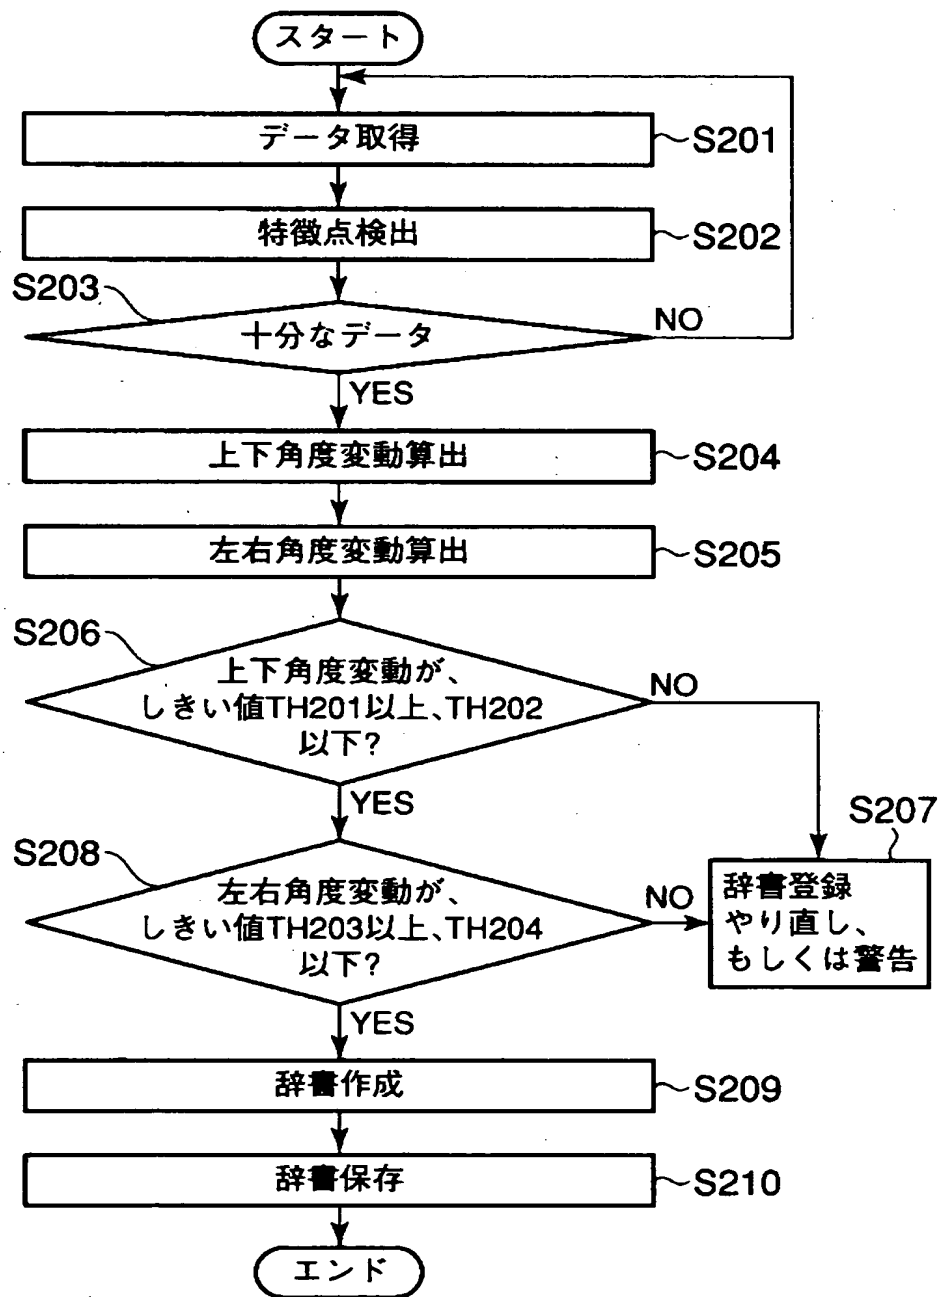 スタート
データ取得
S201
特徴点検出
S202
S203
十分なデータ
NO
YES
上下角度変動算出
S204
左右角度変動算出
S205
S206
上下角度変動が、
しきい値TH201以上、TH202
以下?
NO
YES
S207
辞書登録
やり直し、
もしくは警告
S208
左右角度変動が、
しきい値TH203以上、TH204
以下?
NO
YES
辞書作成
S209
辞書保存
S210
エンド